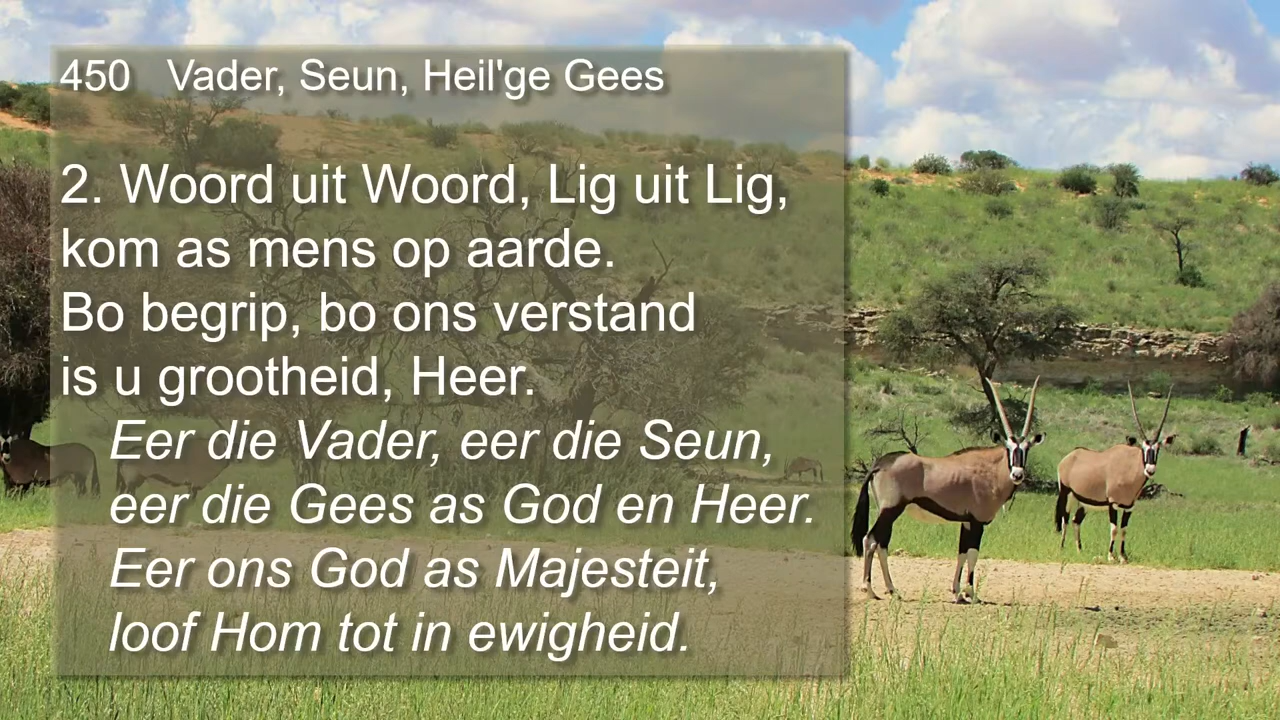 450 Vader, Seun, Heil'ge Gees
2. Woord uit Woord, Lig uit Lig,
kom as mens op aarde.
Bo begrip, bo ons verstand
is u grootheid, Heer.
Eer die Vader, eer die Seun,
eer die Gees as God en Heer.
Eer ons God as Majesteit,
loof Hom tot in ewigheid.